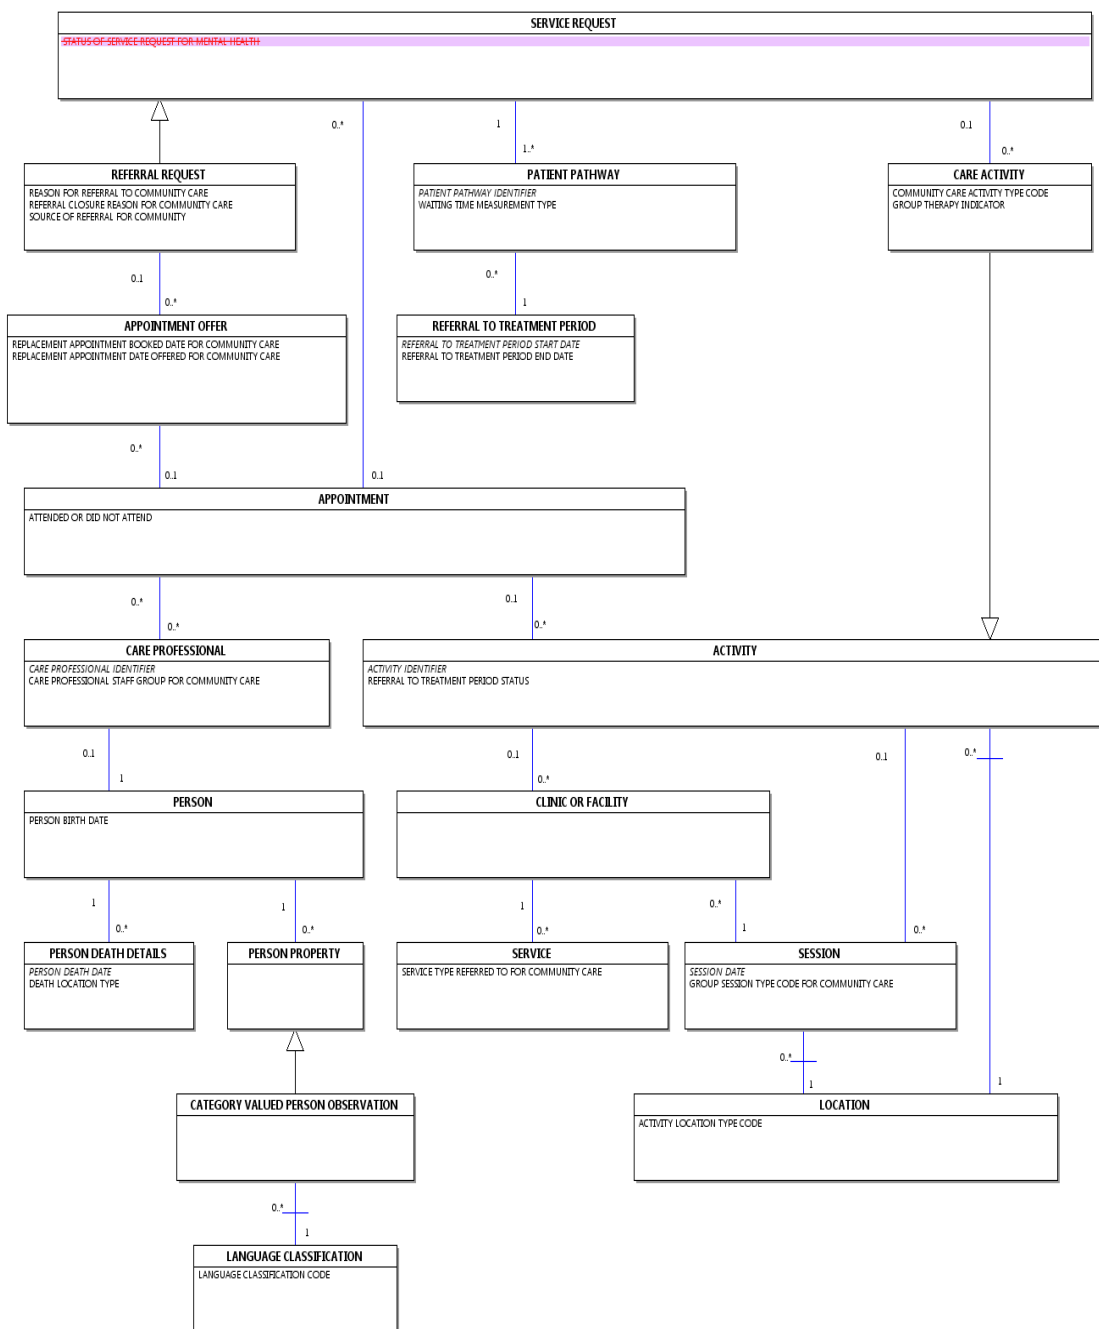 SERVICE REQUEST
STATUS OF SERVICE REQUEST FOR MENTAL HEALTH
0..*
1
1..*
0..1
0..*
REFERRAL REQUEST
REASON FOR REFERRAL TO COMMUNITY CARE
REFERRAL CLOSURE REASON FOR COMMUNITY CARE
SOURCE OF REFERRAL FOR COMMUNITY
PATIENT PATHWAY
PATIENT PATHWAY IDENTIFIER
WAITING TIME MEASUREMENT TYPE
CARE ACTIVITY
COMMUNITY CARE ACTIVITY TYPE CODE
GROUP THERAPY INDICATOR
0..1
0..*
0..*
1
APPOINTMENT OFFER
REPLACEMENT APPOINTMENT BOOKED DATE FOR COMMUNITY CARE
REPLACEMENT APPOINTMENT DATE OFFERED FOR COMMUNITY CARE
REFERRAL TO TREATMENT PERIOD
REFERRAL TO TREATMENT PERIOD START DATE
REFERRAL TO TREATMENT PERIOD END DATE
0..*
0..1
0..1
APPOINTMENT
ATTENDED OR DID NOT ATTEND
0..*
0..*
0..1
0..*
CARE PROFESSIONAL
CARE PROFESSIONAL IDENTIFIER
CARE PROFESSIONAL STAFF GROUP FOR COMMUNITY CARE
ACTIVITY
ACTIVITY IDENTIFIER
REFERRAL TO TREATMENT PERIOD STATUS
0..1
1
0..1
0..*
0..1
0..*
PERSON
PERSON BIRTH DATE
CLINIC OR FACILITY
1
0..*
1
0..*
1
0..*
0..*
1
0..*
PERSON DEATH DETAILS
PERSON DEATH DATE
DEATH LOCATION TYPE
PERSON PROPERTY
SERVICE
SERVICE TYPE REFERRED TO FOR COMMUNITY CARE
SESSION
SESSION DATE
GROUP SESSION TYPE CODE FOR COMMUNITY CARE
0..*
1
1
CATEGORY VALUED PERSON OBSERVATION
LOCATION
ACTIVITY LOCATION TYPE CODE
0..*
1
LANGUAGE CLASSIFICATION
LANGUAGE CLASSIFICATION CODE